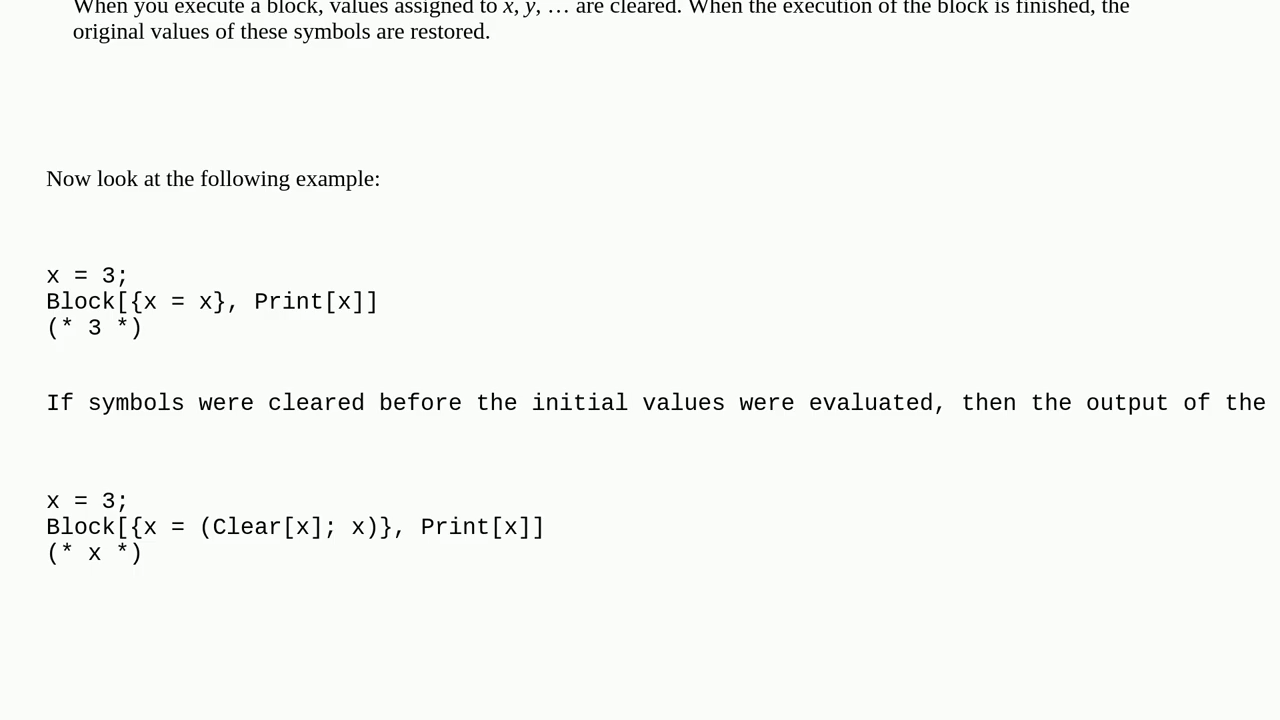 When you execute a block, values assigned to x, y, … are cleared. When the execution of the block is finished, the
original values of these symbols are restored.
Now look at the following example:
x = 3;
Block[{x = x}, Print[x]]
(* 3 *)
If symbols were cleared before the initial values were evaluated, then the output of the
x = 3;
Block[{x = (Clear[x]; x)}, Print[x]]
(* x *)